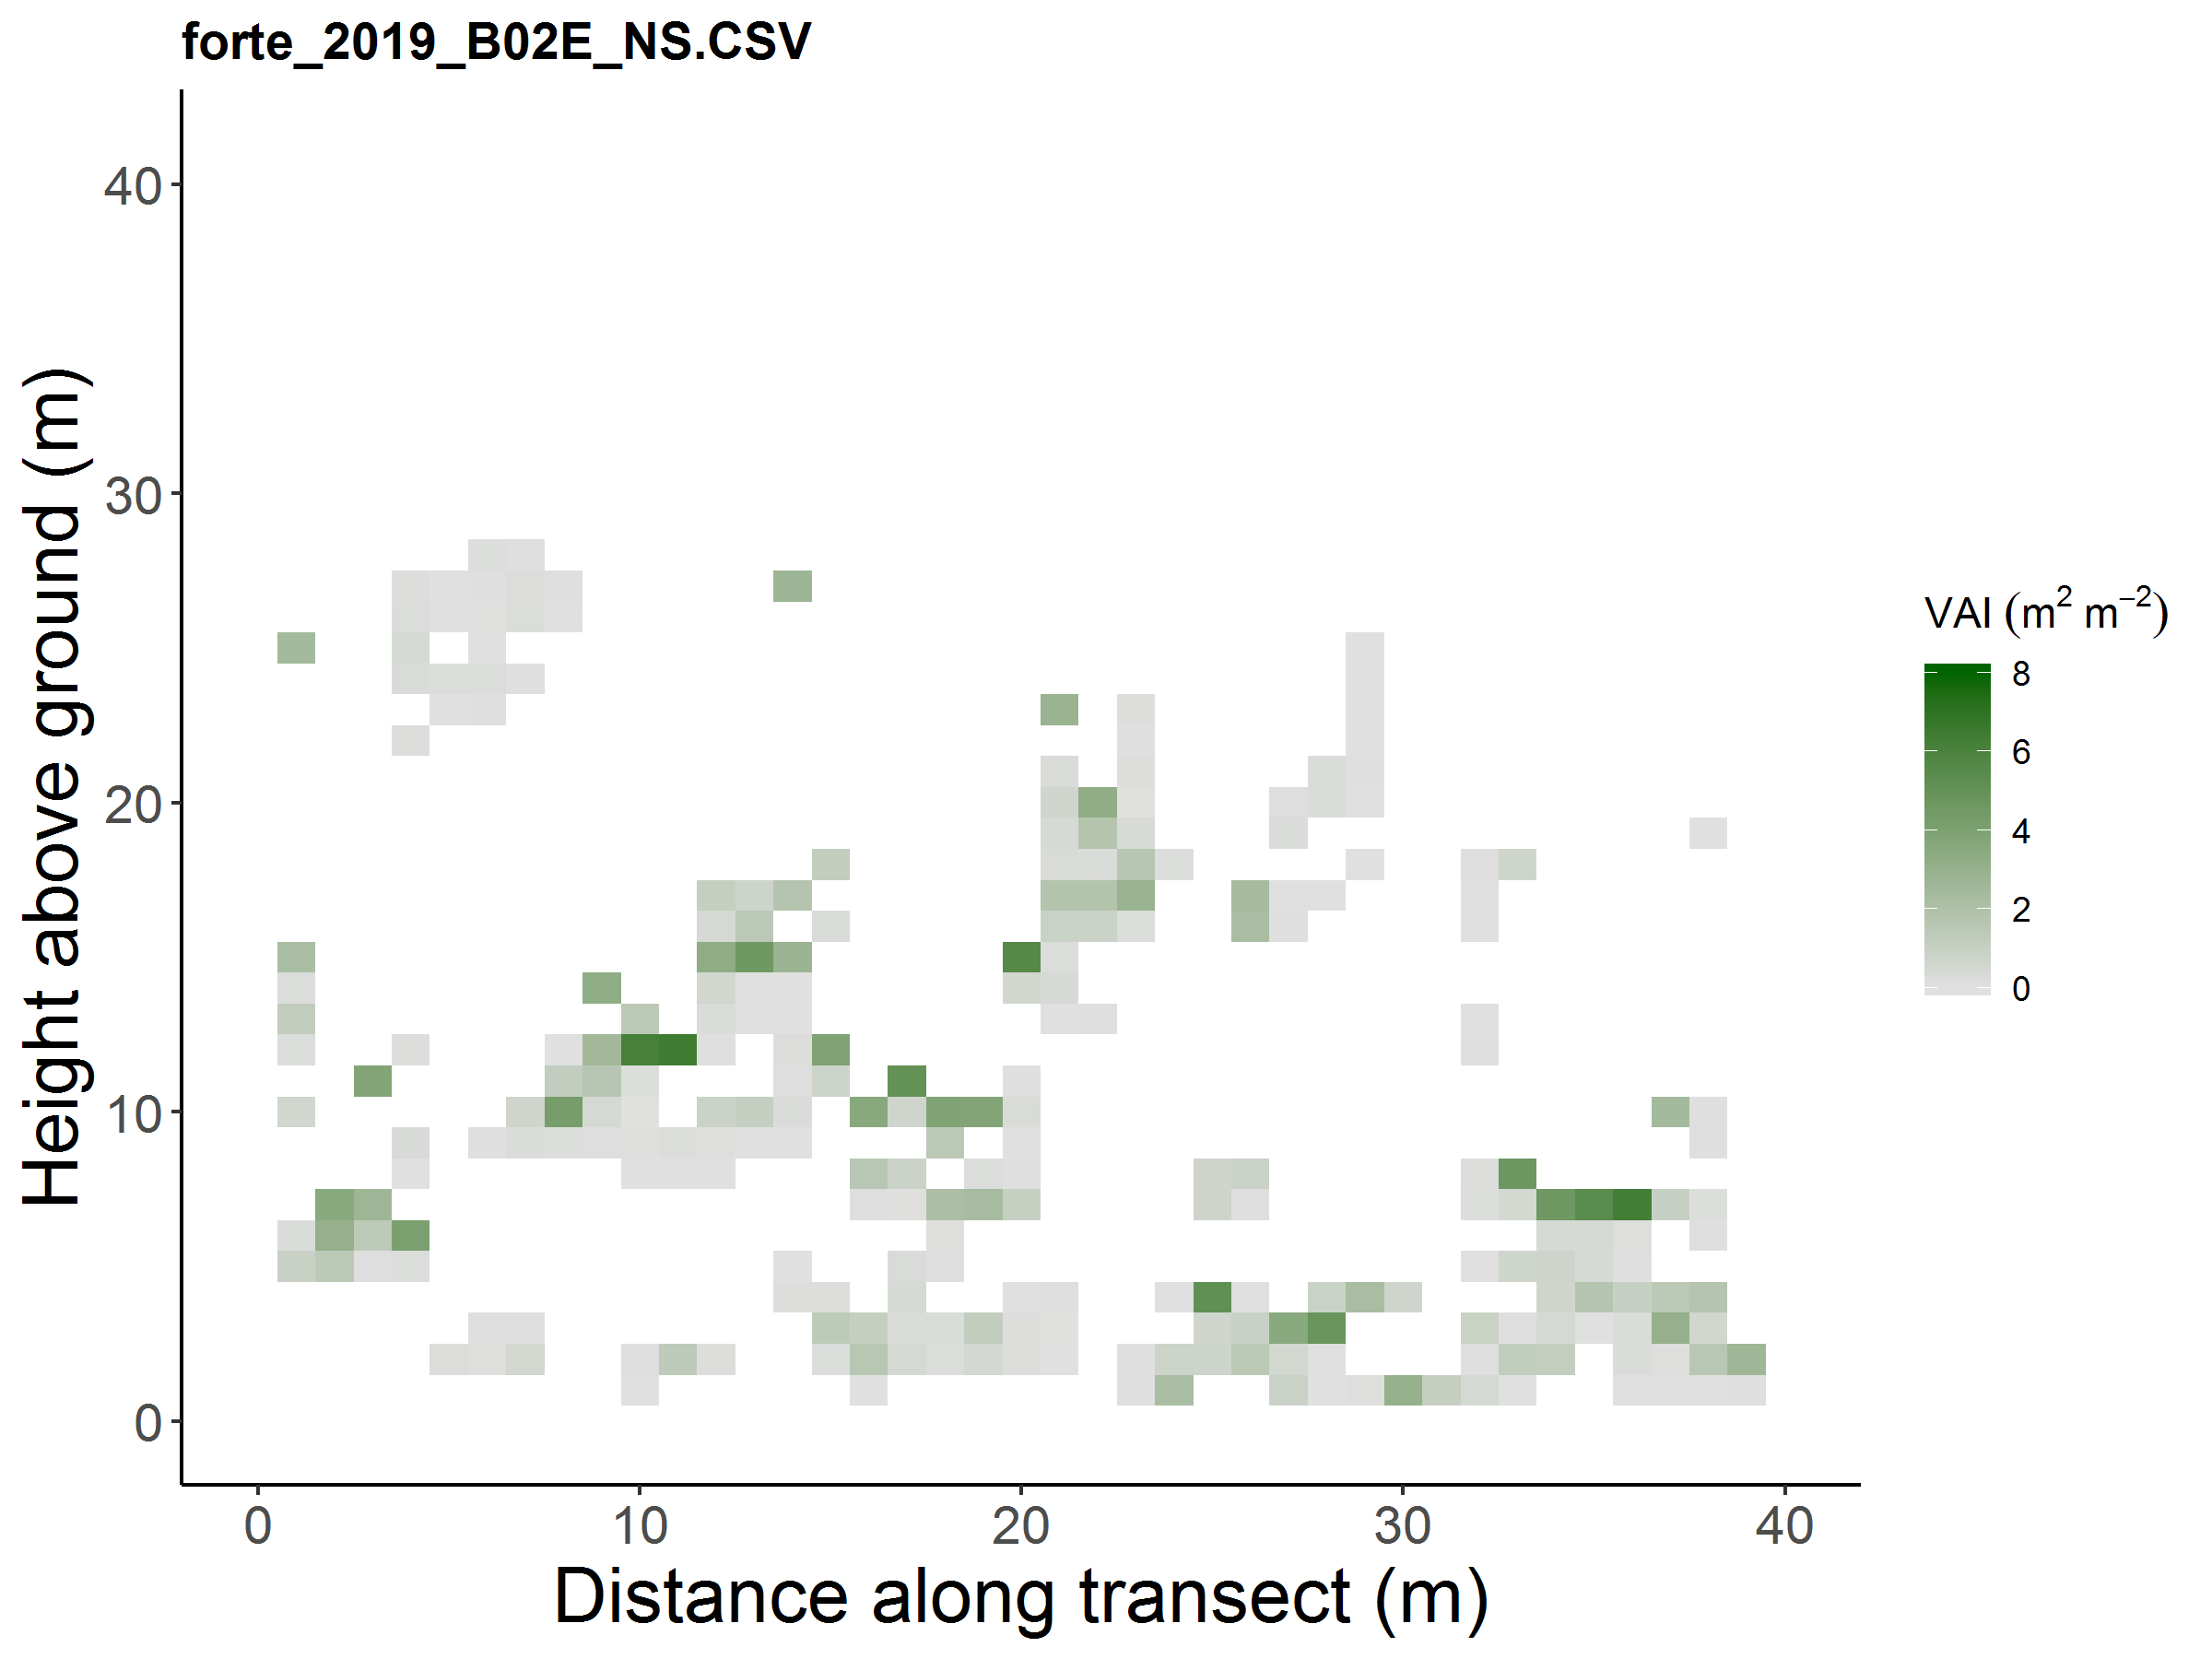 forte_2019_B02E_NS.CSV
Height above ground (m)
40
30
20
10
0
0 10 20 30 40
Distance along transect (m)
VAI (m² m⁻²)
8
6
4
2
0